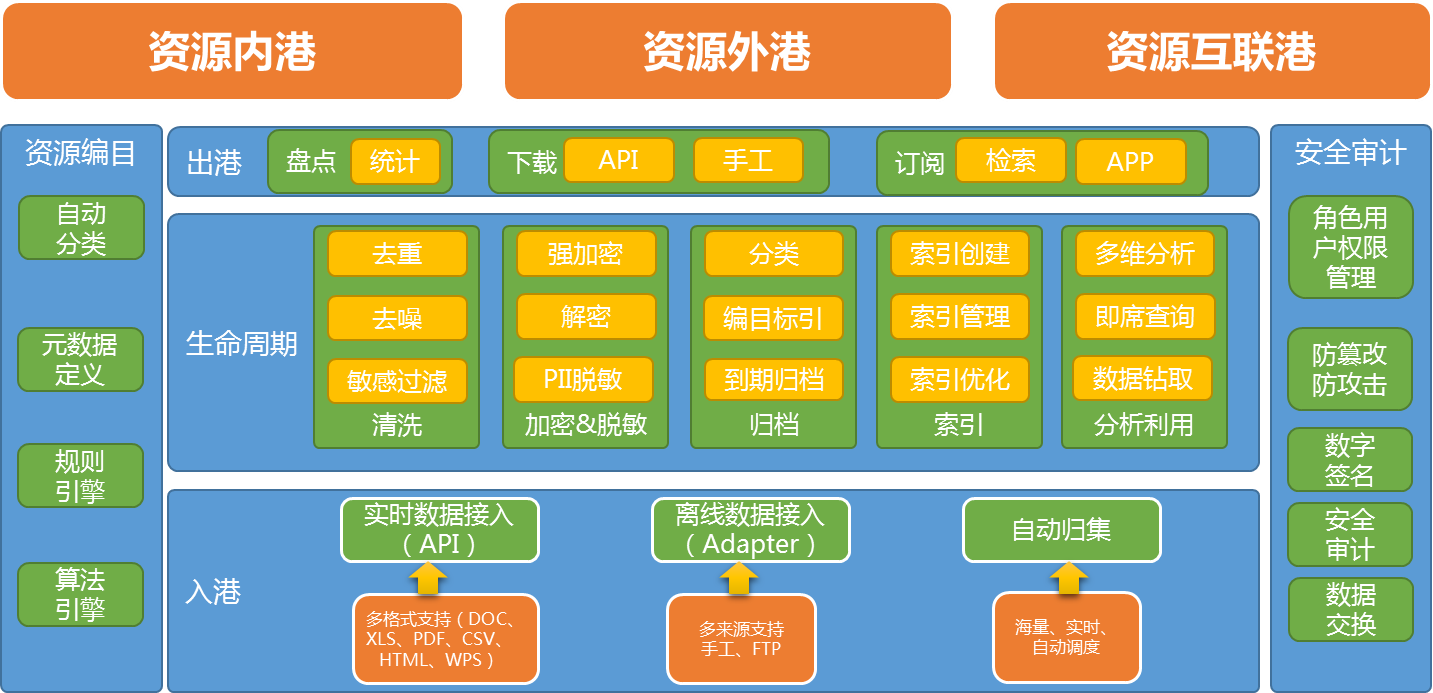 资源内港
资源外港
资源互联港
资源编目
自动
分类
元数据
定义
规则
引擎
算法
引擎
出港
盘点
统计
下载
API
手工
订阅
检索
APP
生命周期
去重
去噪
敏感过滤
清洗
强加密
解密
PII脱敏
加密&脱敏
分类
编目标引
到期归档
归档
索引创建
索引管理
索引优化
索引
多维分析
即席查询
数据钻取
分析利用
入港
实时数据接入
（API）
多格式支持（DOC、
XLS、PDF、CSV、
HTML、WPS）
离线数据接入
（Adapter）
多来源支持
手工、FTP
自动归集
海量、实时、
自动调度
安全审计
角色用
户权限
管理
防篡改
防攻击
数字
签名
安全
审计
数据
交换